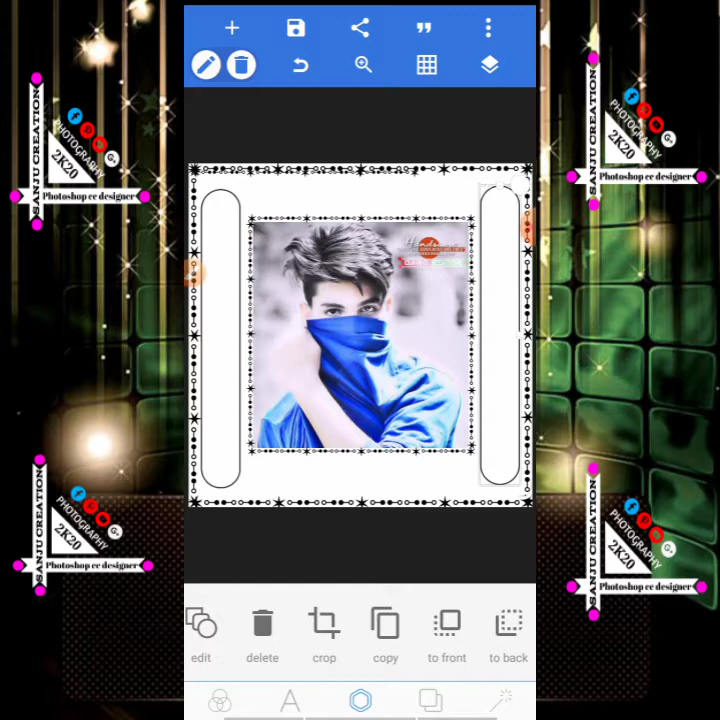 SANJU CREATION
PHOTOGRAPHY
2K20
G+
Photoshop cc designer
SANJU CREATION
PHOTOGRAPHY
2K20
G+
Photoshop cc designer
edit
delete
crop
copy
to front
to back
SANJU CREATION
PHOTOGRAPHY
2K20
G+
Photoshop cc designer
SANJU CREATION
PHOTOGRAPHY
2K20
G+
Photoshop cc designer